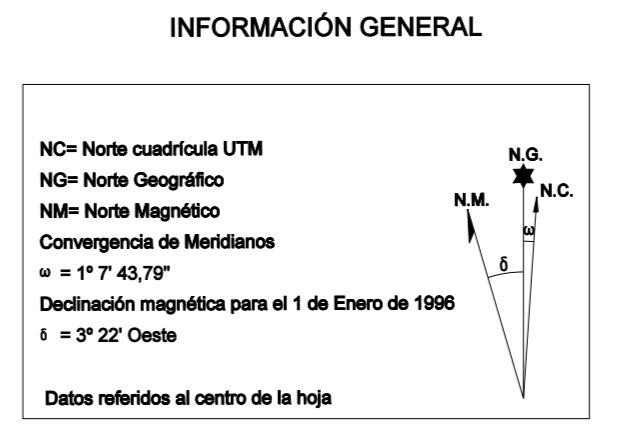 INFORMACIÓN GENERAL
NC= Norte cuadrícula UTM
NG= Norte Geográfico
NM= Norte Magnético
Convergencia de Meridianos
ω = 1º 7' 43,79"
Declinación magnética para el 1 de Enero de 1996
δ = 3º 22' Oeste
Datos referidos al centro de la hoja
N.G.
N.M.
N.C.
ω
δ